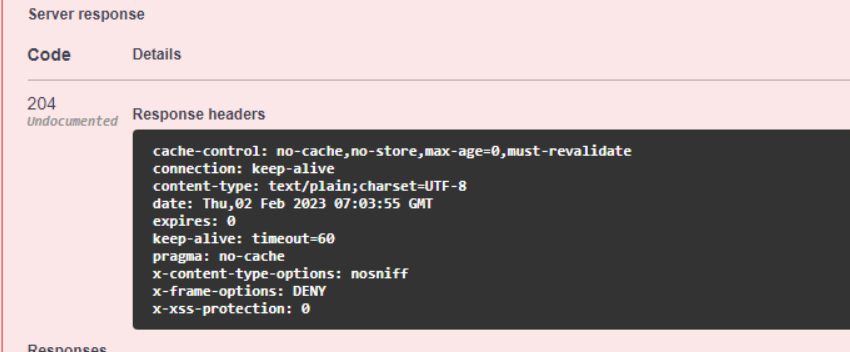 Server response
Code Details
204
Undocumented
Response headers
cache-control: no-cache,no-store,max-age=0,must-revalidate
connection: keep-alive
content-type: text/plain;charset=UTF-8
date: Thu,02 Feb 2023 07:03:55 GMT
expires: 0
keep-alive: timeout=60
pragma: no-cache
x-content-type-options: nosniff
x-frame-options: DENY
x-xss-protection: 0
Responses